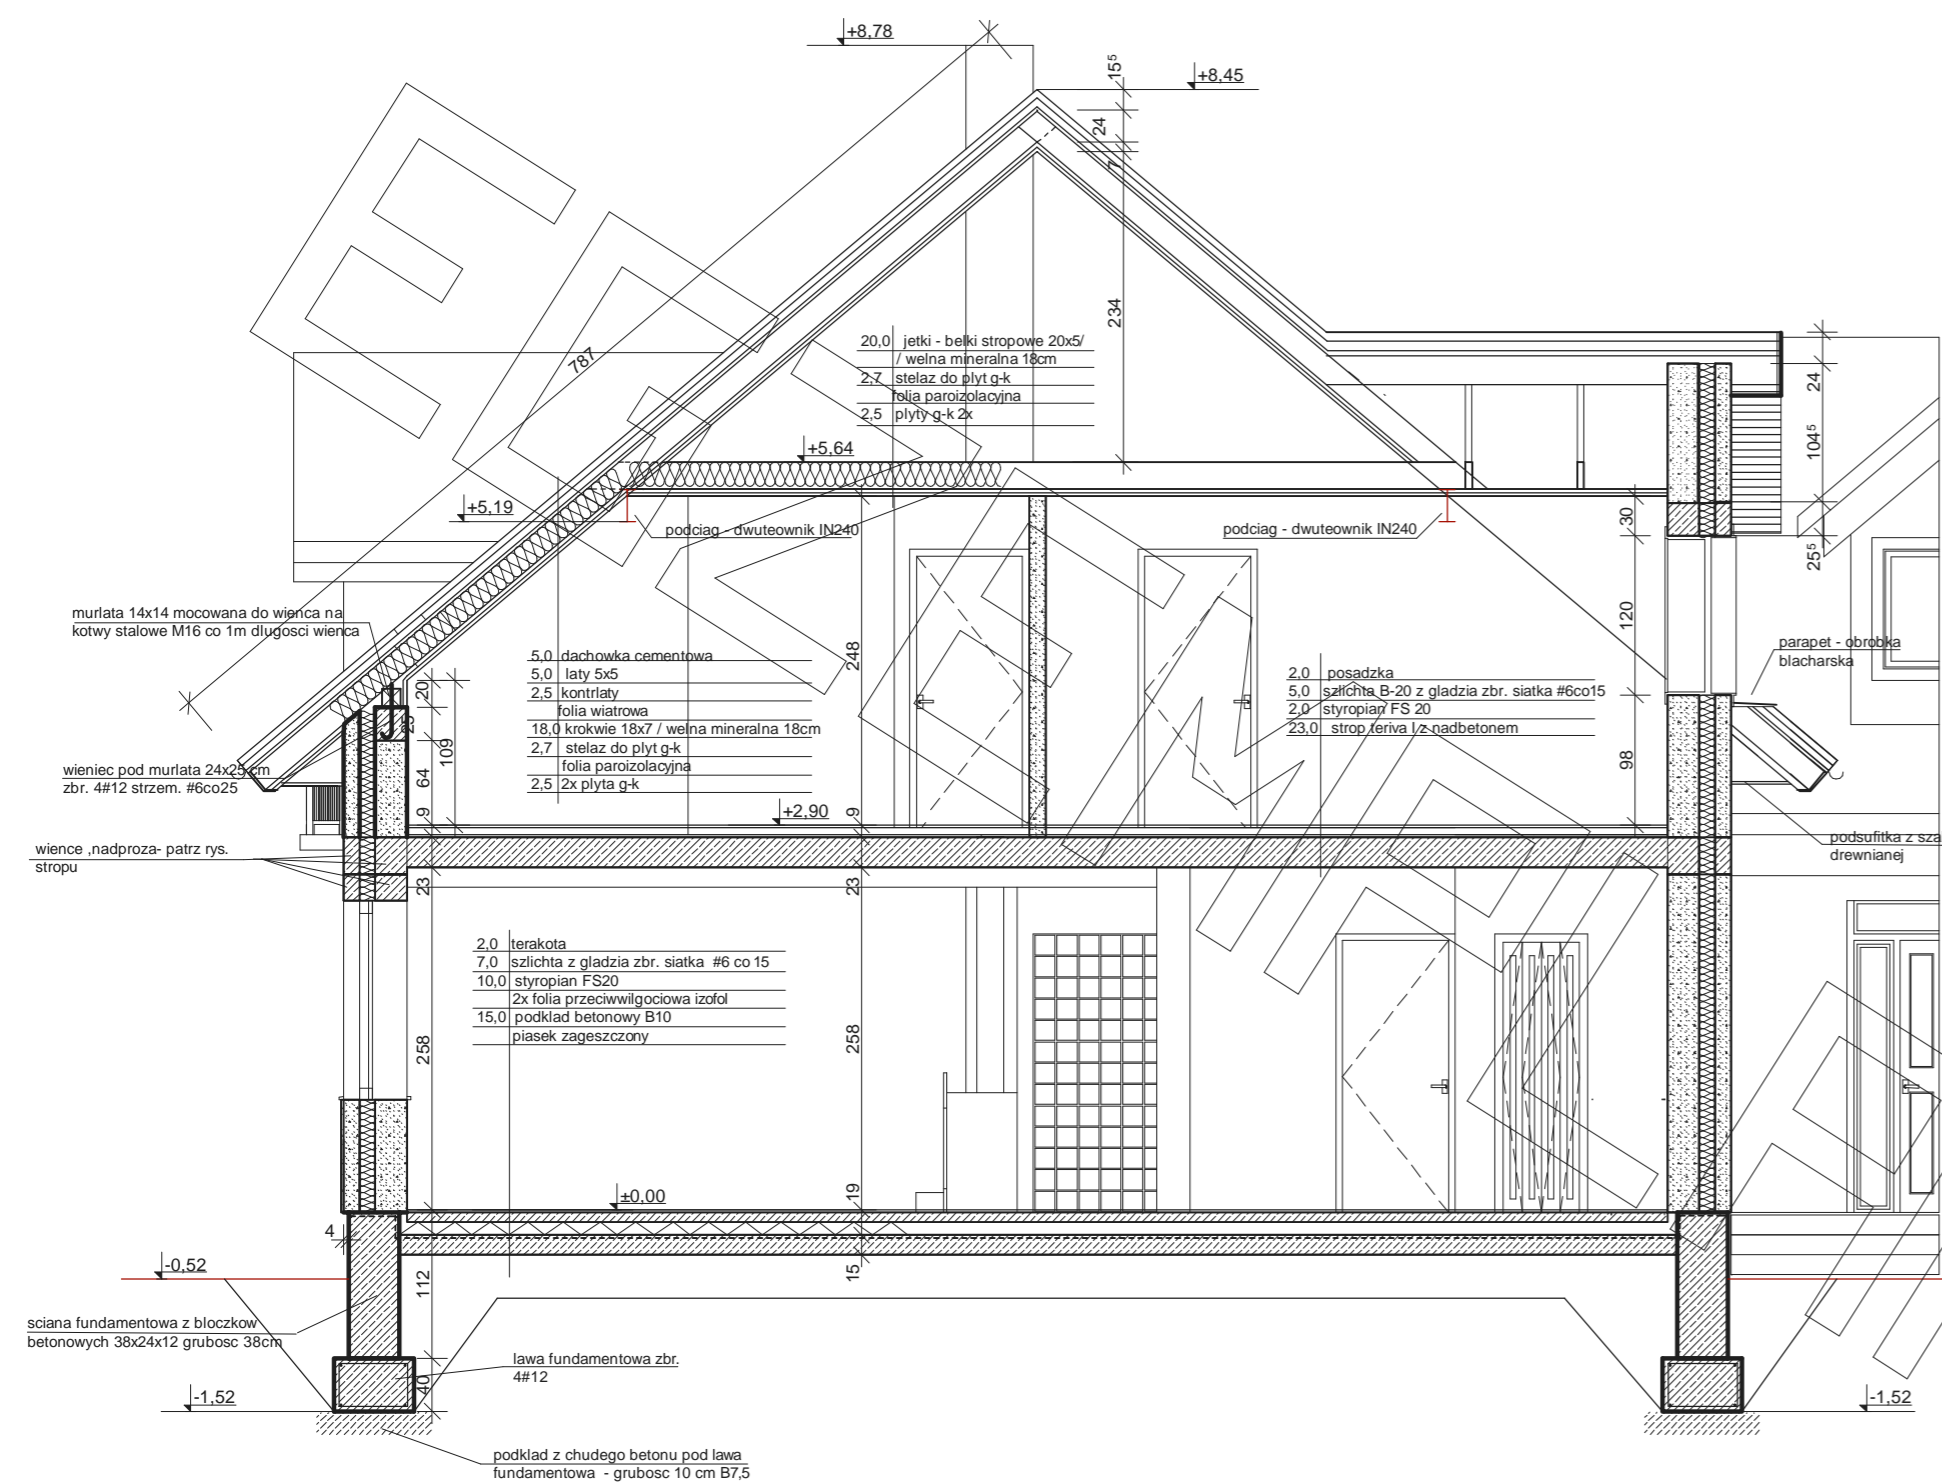 +8,78
15⁵
+8,45
24
7
234
787
20,0 jetki - belki stropowe 20x5/
/ welna mineralna 18cm
2,7 stelaz do plyt g-k
folia paroizolacyjna
2,5 plyty g-k 2x
+5,64
+5,19
podciag - dwuteownik IN240
podciag - dwuteownik IN240
24
104⁵
25⁵
30
120
98
murlata 14x14 mocowana do wienca na
kotwy stalowe M16 co 1m dlugosci wienca
20
25
109
64
9
248
9
5,0 dachowka cementowa
5,0 laty 5x5
2,5 kontrlaty
folia wiatrowa
18,0 krokwie 18x7 / welna mineralna 18cm
2,7 stelaz do plyt g-k
folia paroizolacyjna
2,5 2x plyta g-k
2,0 posadzka
5,0 szlichta B-20 z gladzia zbr. siatka #6co15
2,0 styropian FS 20
23,0 strop teriva I z nadbetonem
parapet - obrobka
blacharska
wieniec pod murlata 24x25 cm
zbr. 4#12 strzem. #6co25
+2,90
wience ,nadproza- patrz rys.
stropu
podsufitka z sza
drewnianej
23
23
2,0 terakota
7,0 szlichta z gladzia zbr. siatka #6 co 15
10,0 styropian FS20
2x folia przeciwwilgociowa izofol
15,0 podklad betonowy B10
piasek zageszczony
258
258
±0,00
19
4
15
-0,52
112
sciana fundamentowa z bloczkow
betonowych 38x24x12 grubosc 38cm
lawa fundamentowa zbr.
4#12
40
-1,52
-1,52
podklad z chudego betonu pod lawa
fundamentowa - grubosc 10 cm B7,5